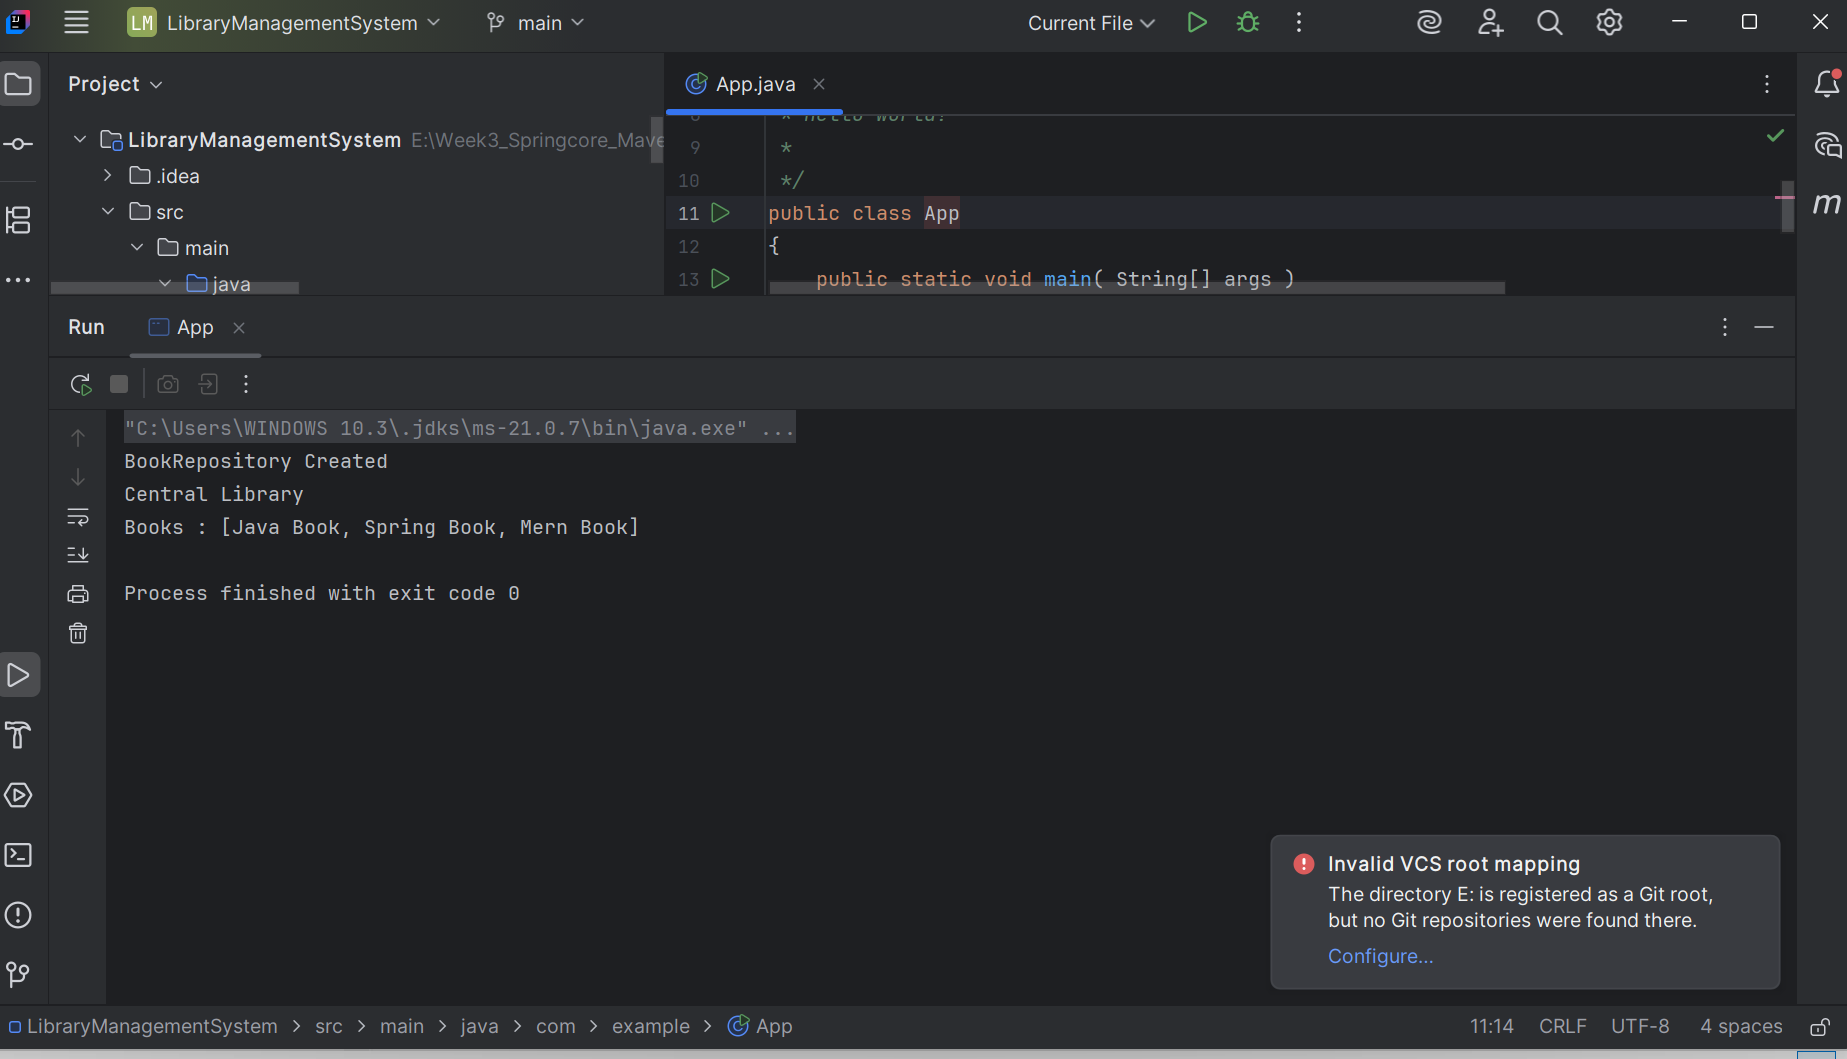 LM LibraryManagementSystem main Current File
Project
App.java
LibraryManagementSystem E:\Week3_Springcore_Mave
.idea
src
main
java
8 * Hello world!
9 *
10 */
11 public class App
12 {
13 public static void main( String[] args )
Run App
"C:\Users\WINDOWS 10.3\.jdks\ms-21.0.7\bin\java.exe" ...
BookRepository Created
Central Library
Books : [Java Book, Spring Book, Mern Book]
Process finished with exit code 0
Invalid VCS root mapping
The directory E: is registered as a Git root,
but no Git repositories were found there.
Configure...
LibraryManagementSystem > src > main > java > com > example > App 11:14 CRLF UTF-8 4 spaces